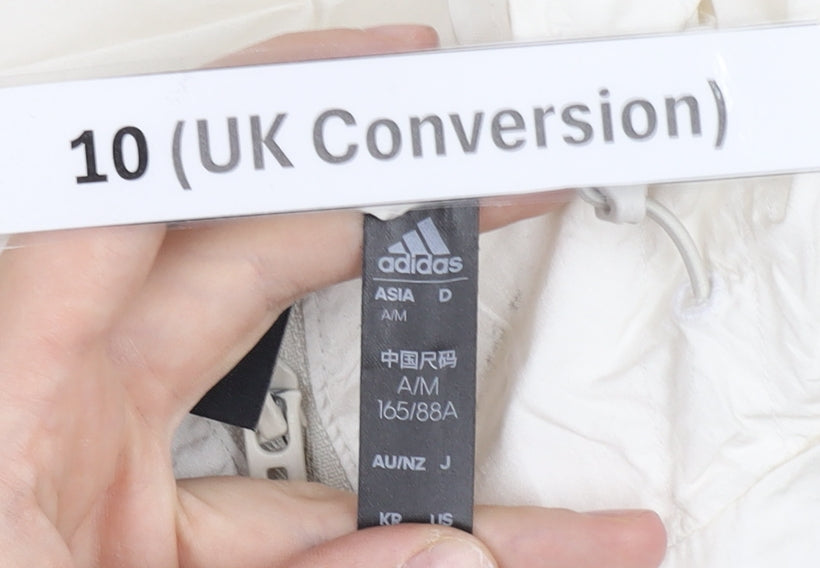 10 (UK Conversion)
adidas
ASIA D
A/M
中国尺码
A/M
165/88A
AU/NZ J
KR US